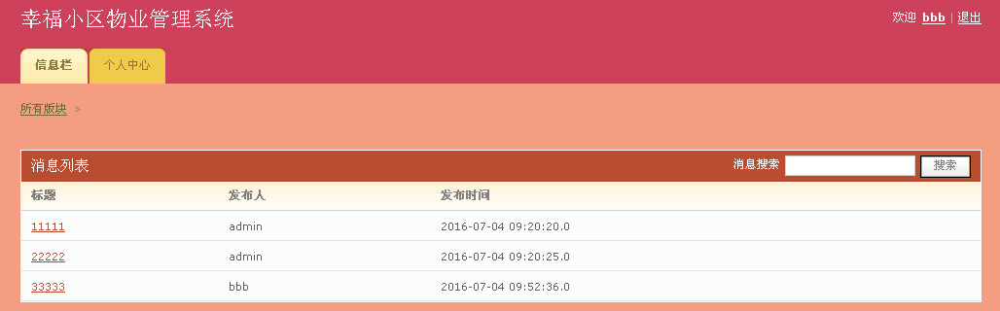 幸福小区物业管理系统
欢迎 bbb | 退出
信息栏 个人中心
所有版块 >
消息列表 消息搜索 搜索
标题 发布人 发布时间
11111 admin 2016-07-04 09:20:20.0
22222 admin 2016-07-04 09:20:25.0
33333 bbb 2016-07-04 09:52:36.0